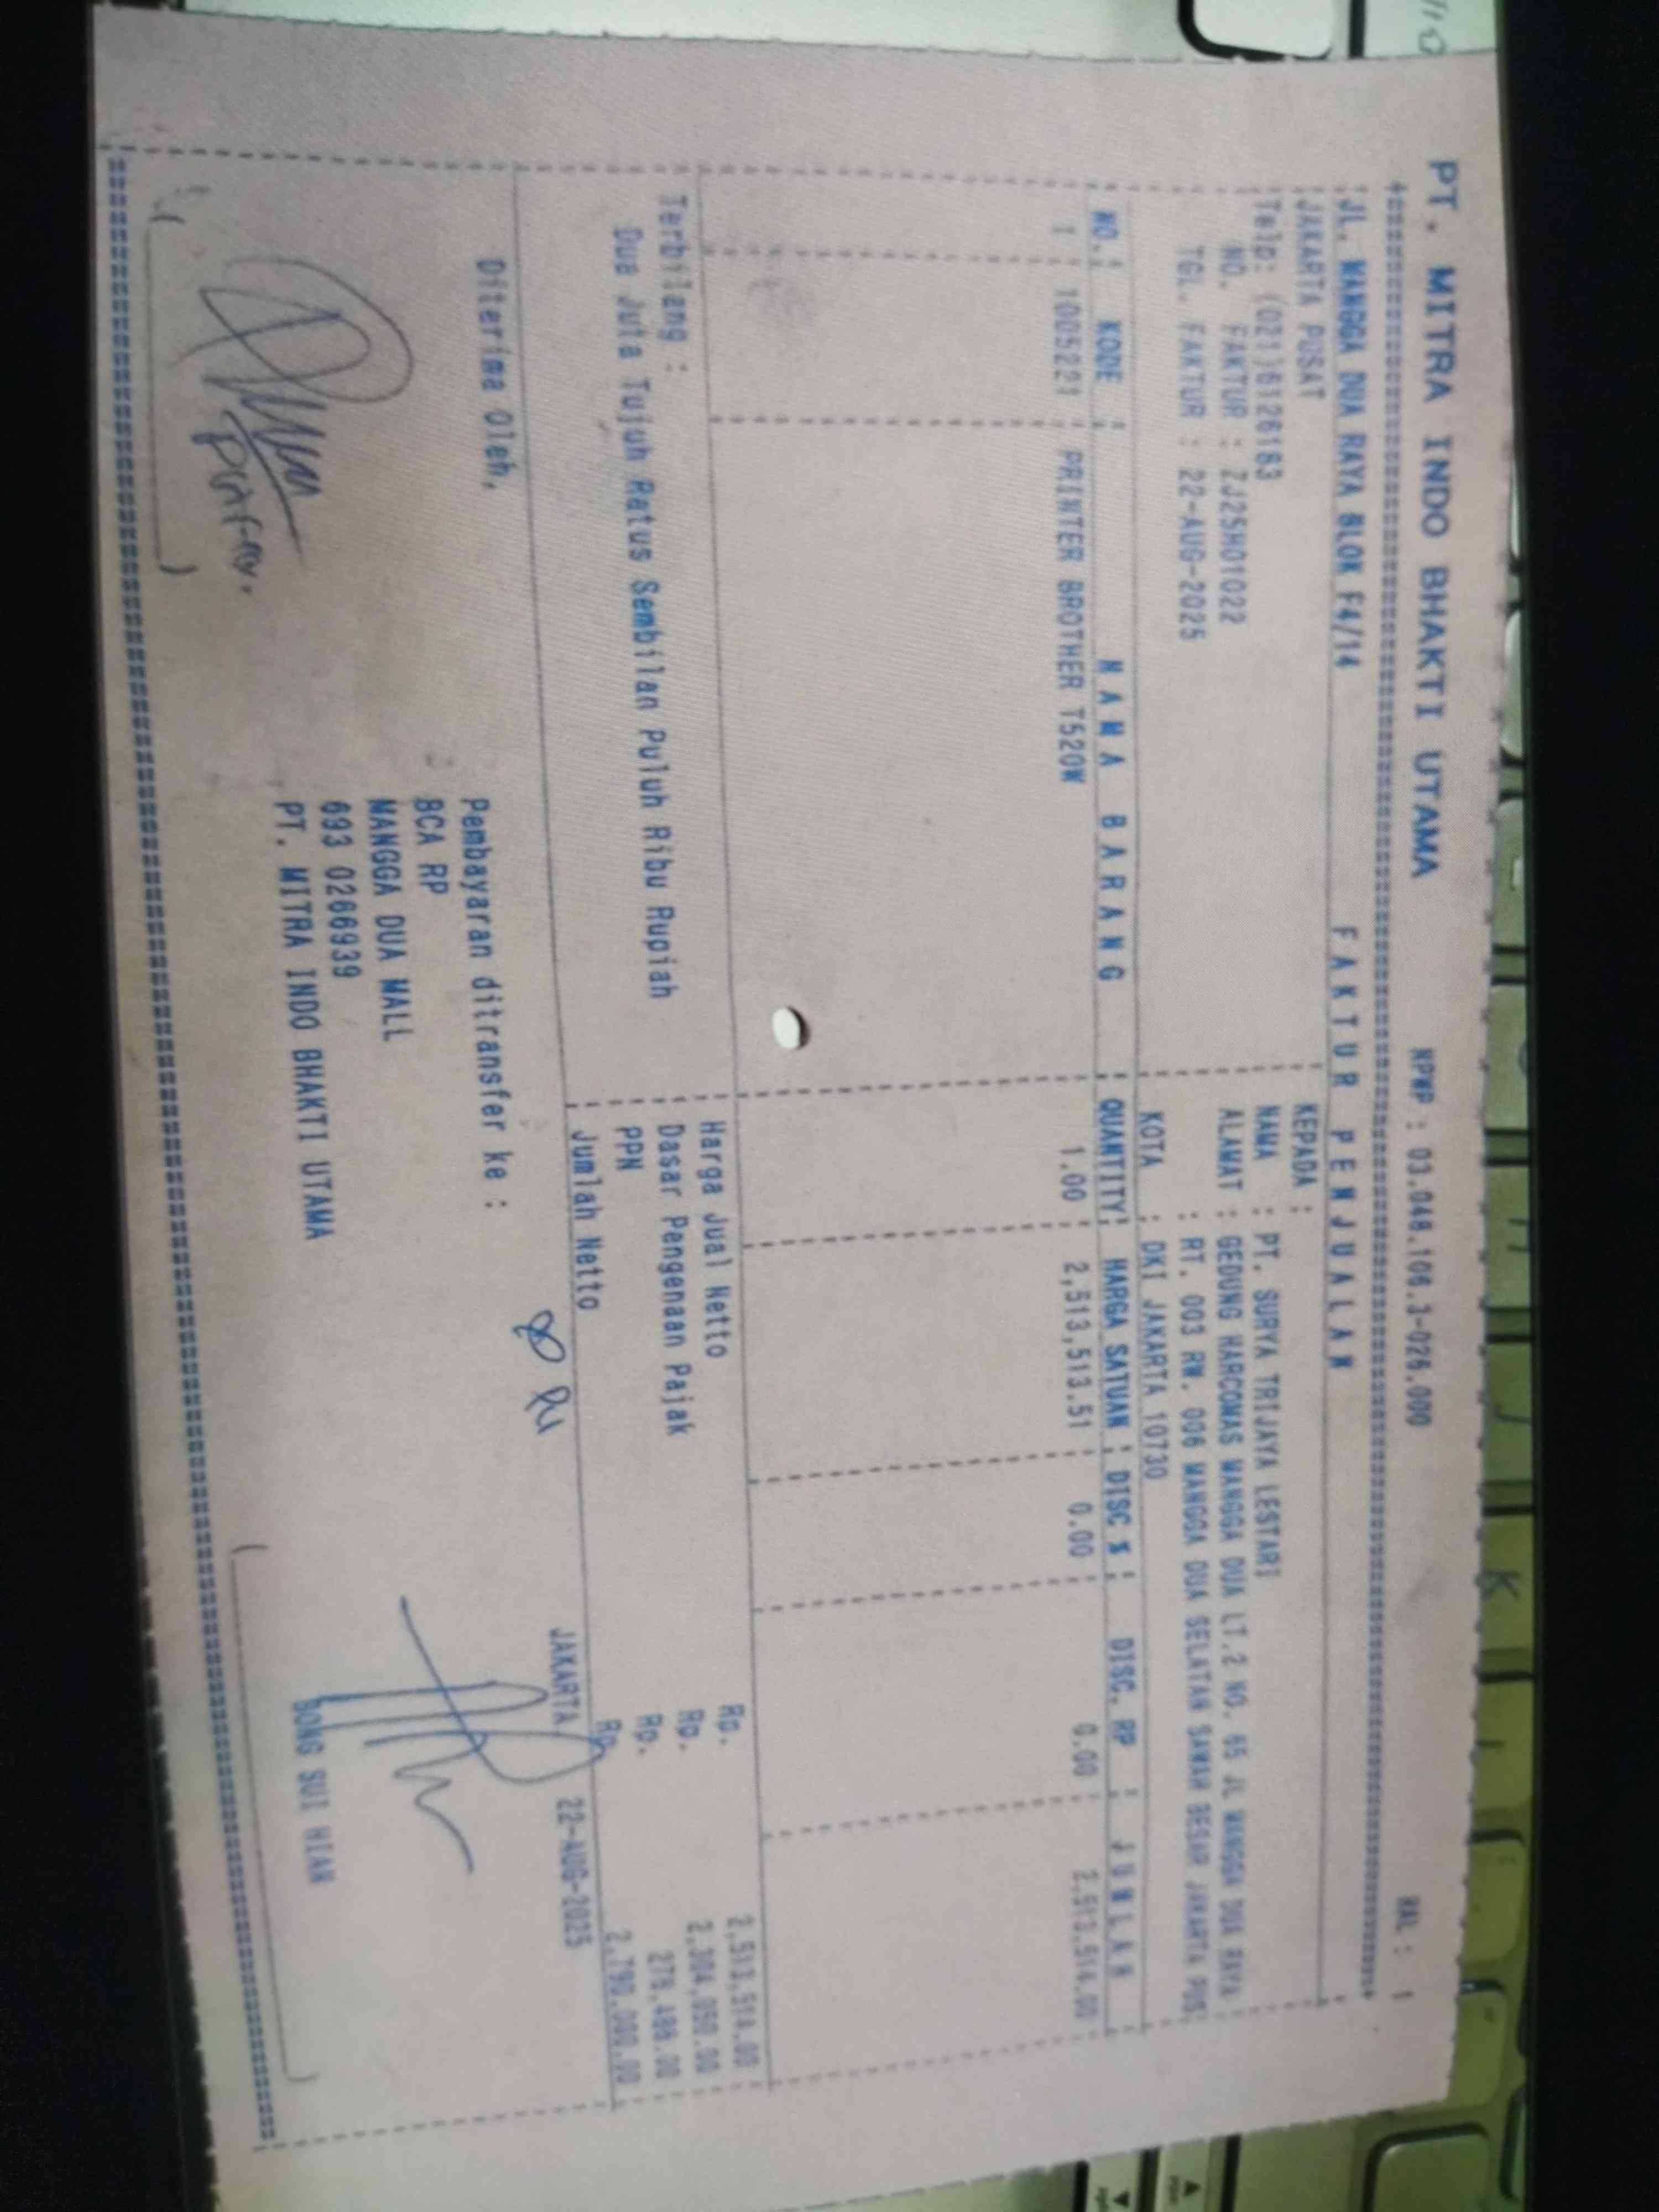 PT. MITRA INDO BHAKTI UTAMA NPWP : 03.048.106.3-026.000 HAL : 1
JL. MANGGA DUA RAYA BLOK F4/14 F A K T U R P E N J U A L A N
JAKARTA PUSAT KEPADA :
Telp: (021)6126183 NAMA : PT. SURYA TRIJAYA LESTARI
NO. FAKTUR : ZJ25H01022 ALAMAT : GEDUNG HARCOMAS MANGGA DUA LT.2 NO. 65 JL MANGGA DUA RAYA
TGL. FAKTUR : 22-AUG-2025 : RT. 003 RW. 006 MANGGA DUA SELATAN SAWAH BESAR JAKARTA PUS
KOTA : DKI JAKARTA 10730
NO. KODE N A M A B A R A N G QUANTITY HARGA SATUAN DISC % DISC. RP J U M L A H
1 1005221 PRINTER BROTHER T520W 1.00 2,513,513.51 0.00 0.00 2,513,514.00
Harga Jual Netto Rp. 2,513,514.00
Terbilang : Dasar Pengenaan Pajak Rp. 2,304,050.00
Dua Juta Tujuh Ratus Sembilan Puluh Ribu Rupiah PPN Rp. 276,486.00
Jumlah Netto Rp. 2,790,000.00
JAKARTA 22-AUG-2025
Diterima Oleh, Pembayaran ditransfer ke :
BCA RP
MANGGA DUA MALL
693 0266939
PT. MITRA INDO BHAKTI UTAMA BONG SUI HIAN